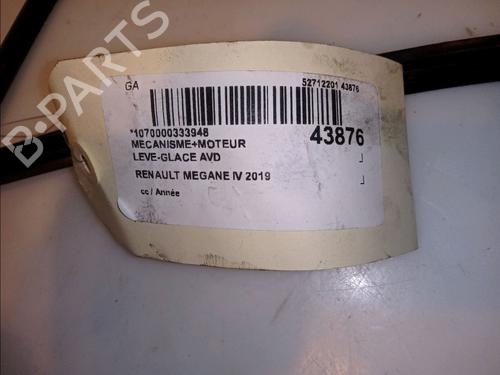 GA
52712201 43876
*1070000333948
43876
MECANISME+MOTEUR
LEVE-GLACE AVD
RENAULT MEGANE IV 2019
cc / Année
B-PARTS